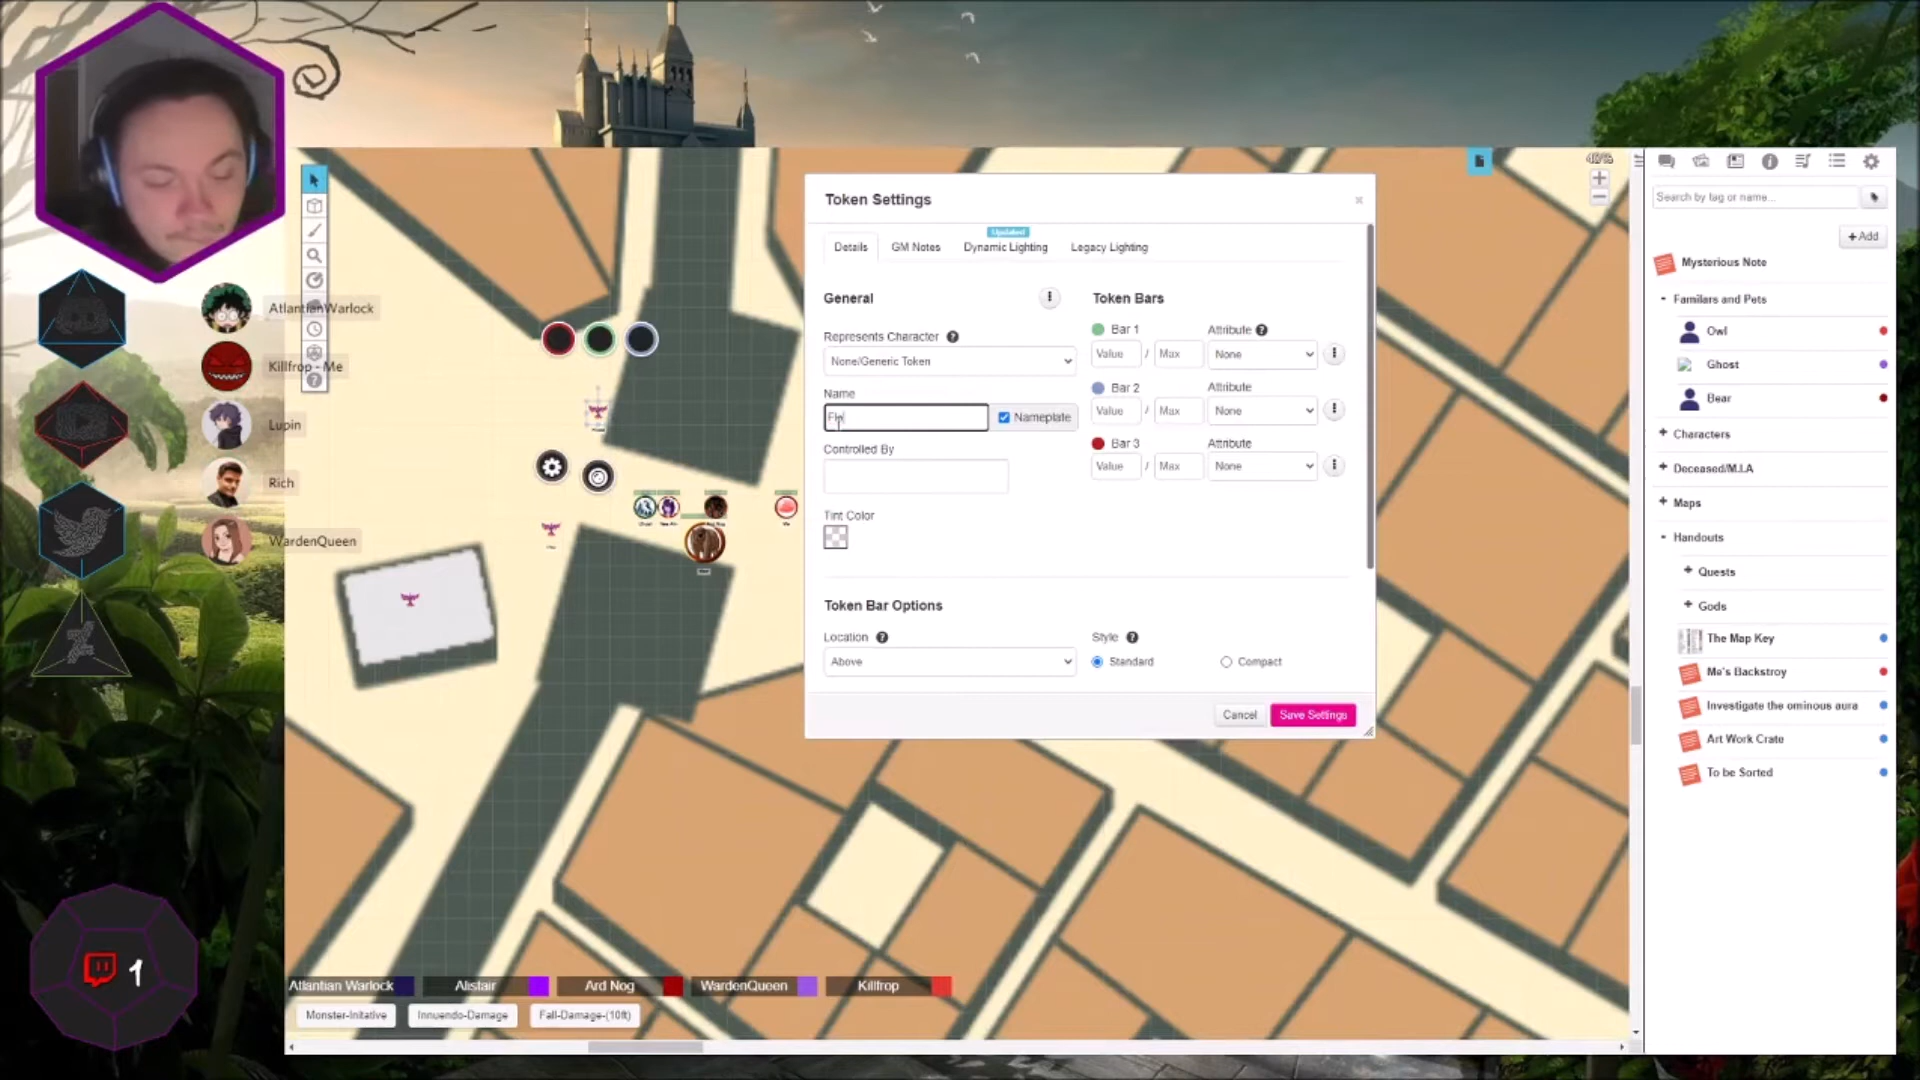 AtlantianWarlock
Killfrop - Me
Lupin
Rich
WardenQueen
1
Token Settings
×
Details
GM Notes
Updated
Dynamic Lighting
Legacy Lighting
General
Represents Character
None/Generic Token
Name
Nameplate
Controlled By
Tint Color
Token Bars
Bar 1
Attribute
Value / Max
None
Bar 2
Attribute
Value / Max
None
Bar 3
Attribute
Value / Max
None
Token Bar Options
Location
Above
Style
Standard
Compact
Cancel
Save Settings
Search by tag or name...
+ Add
Mysterious Note
- Familars and Pets
Owl
Ghost
Bear
+ Characters
+ Deceased/M.I.A
+ Maps
- Handouts
+ Quests
+ Gods
The Map Key
Me's Backstroy
Investigate the ominous aura
Art Work Crate
To be Sorted
Atlantian Warlock
Alistair
Ard Nog
WardenQueen
Killfrop
Monster-Initative
Innuendo-Damage
Fall-Damage-(10ft)